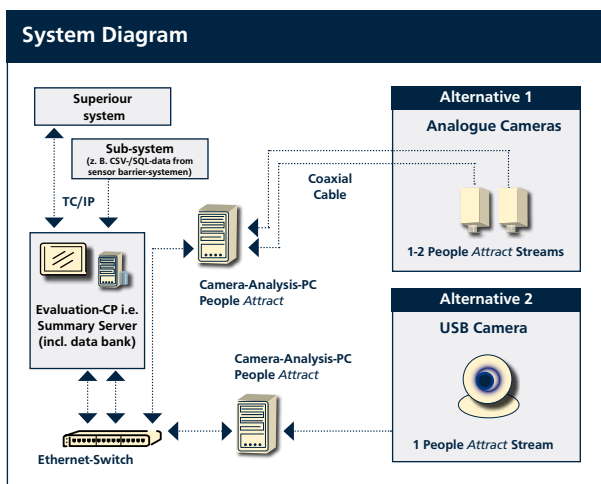 System Diagram
Superiour
system
Sub-system
(z. B. CSV-/SQL-data from
sensor barrier-systemen)
TC/IP
Evaluation-CP i.e.
Summary Server
(incl. data bank)
Ethernet-Switch
Camera-Analysis-PC
People Attract
Camera-Analysis-PC
People Attract
Coaxial
Cable
Alternative 1
Analogue Cameras
1-2 People Attract Streams
Alternative 2
USB Camera
1 People Attract Stream